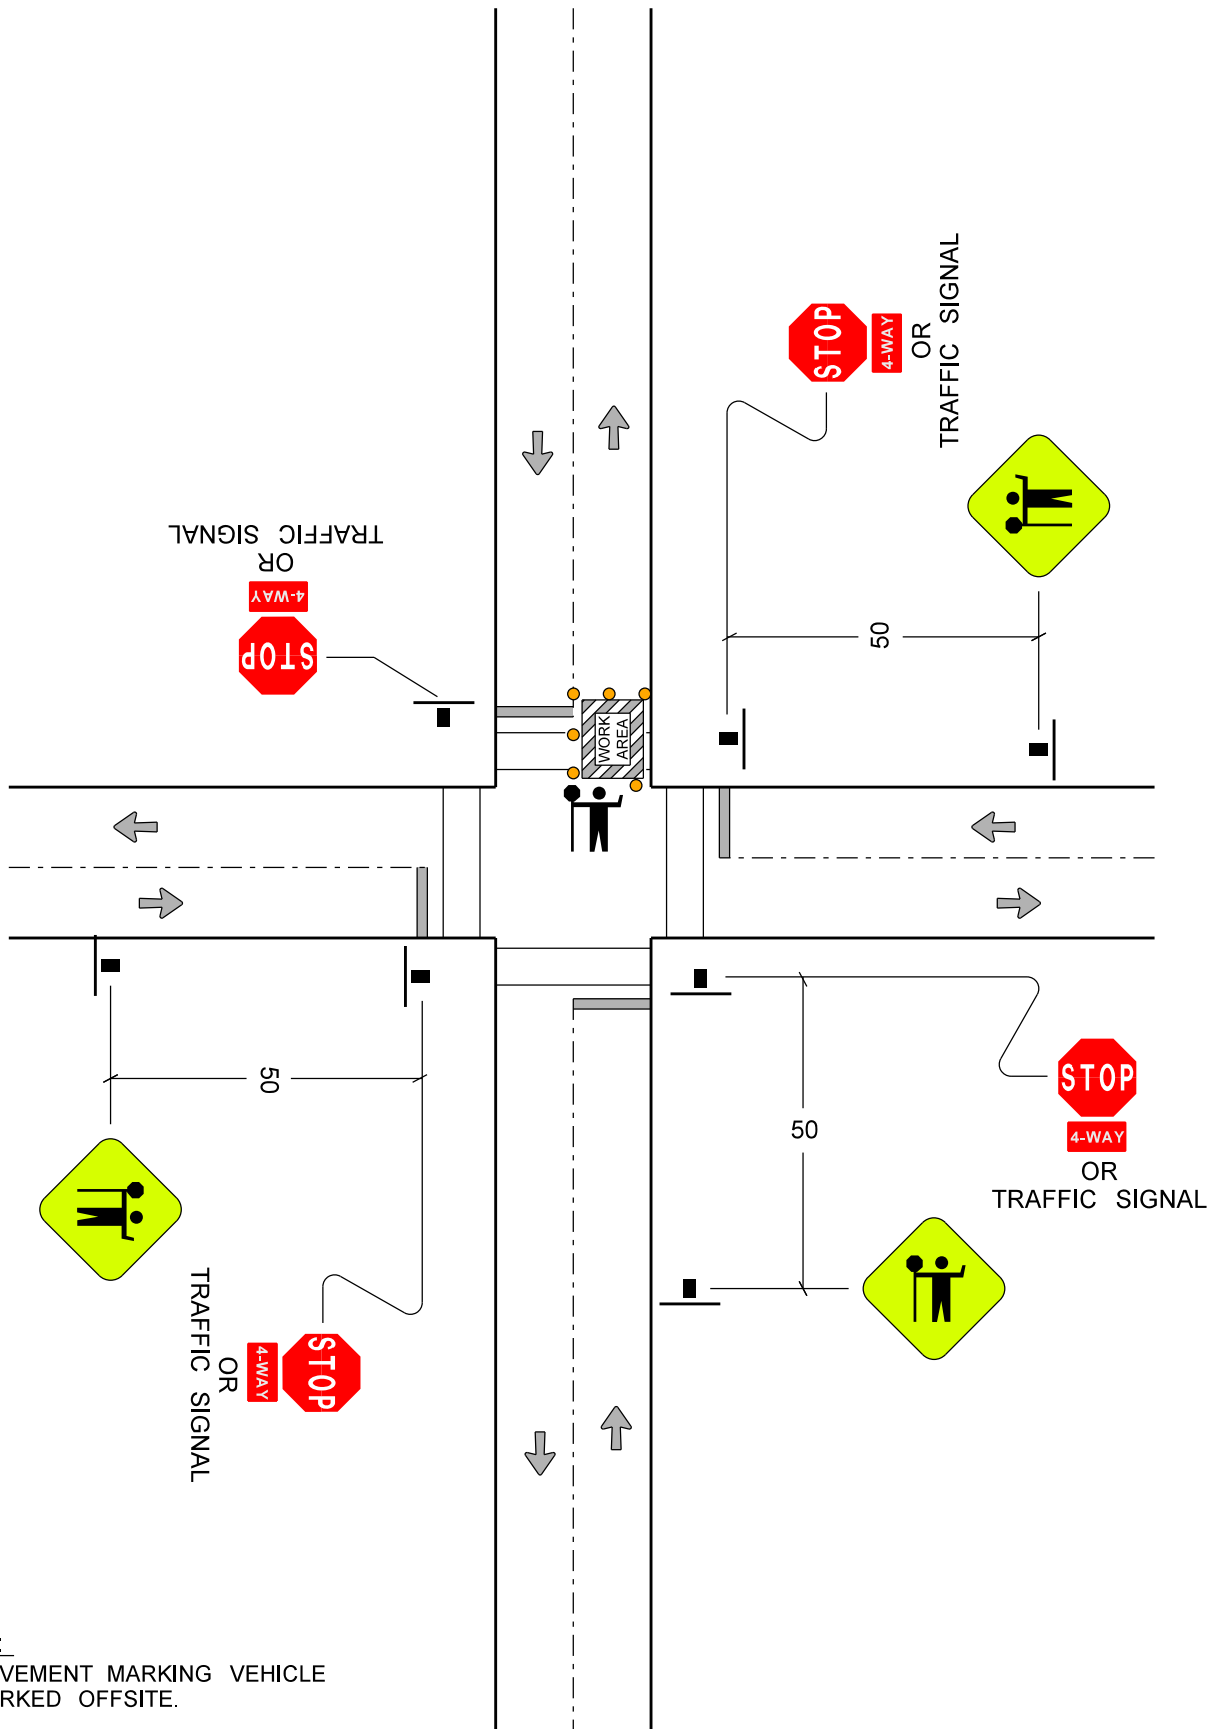 STOP
4-WAY
OR
TRAFFIC SIGNAL
TRAFFIC SIGNAL
OR
4-WAY
STOP
50
WORK
AREA
50
STOP
4-WAY
OR
TRAFFIC SIGNAL
50
STOP
4-WAY
OR
TRAFFIC SIGNAL
VEMENT MARKING VEHICLE
RKED OFFSITE.